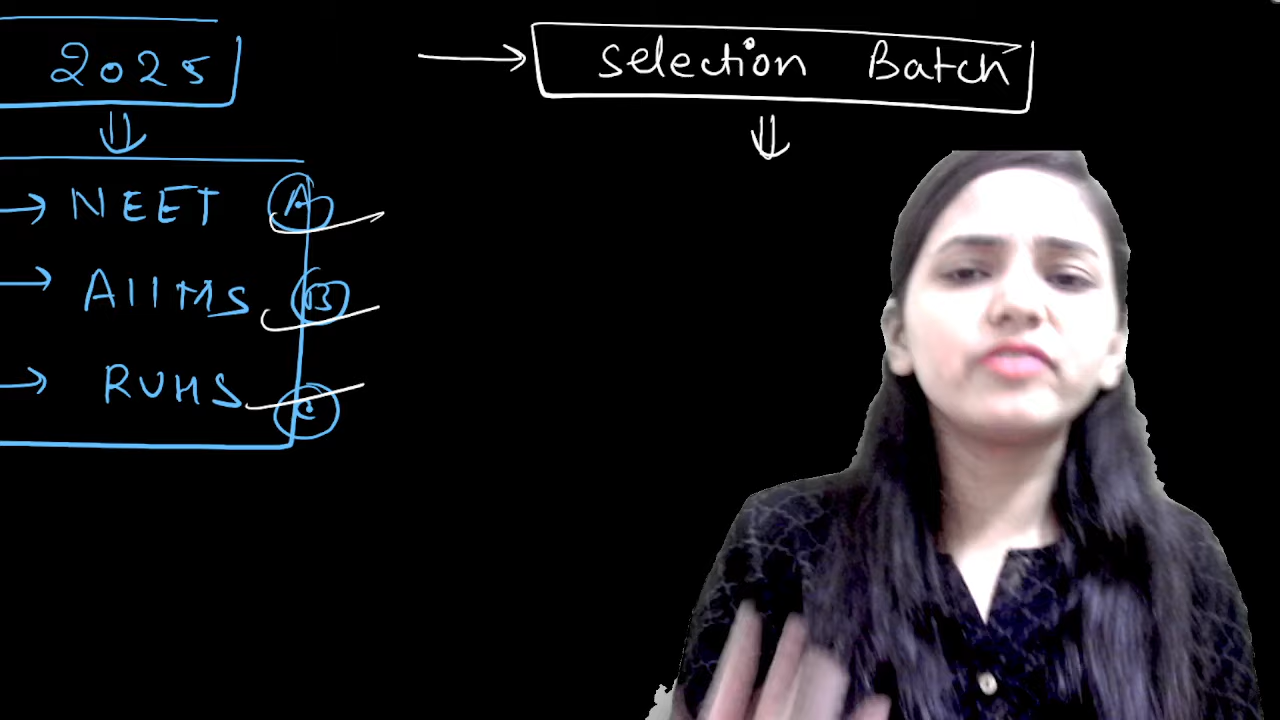 2025
→ Selection Batch
→ NEET A
→ AIIMS B
→ RUHS C